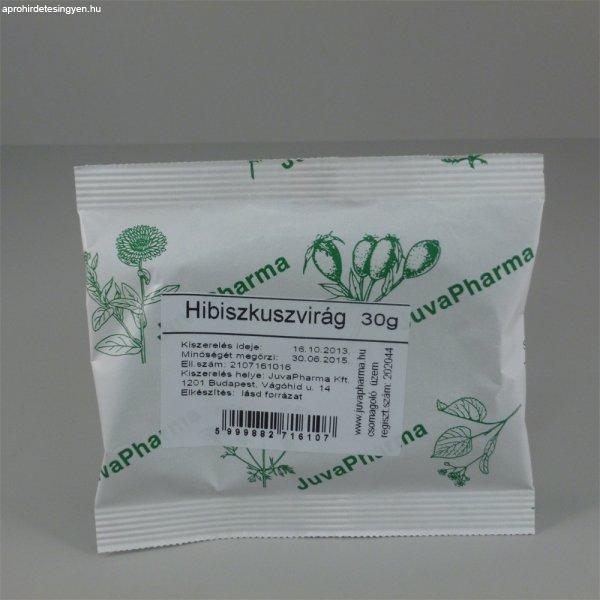 aprohirdetesingyen.hu
JuvaPharma
JuvaPharma
JuvaPharma
Hibiszkuszvirág 30g
Kiszerelés ideje: 16.10.2013.
Minőségét megőrzi: 30.06.2015.
Ell.szám: 2107161016
Kiszerelés helye: JuvaPharma Kft.
1201 Budapest, Vágóhíd u. 14
Elkészítés: lásd forrázat
5 999882 716107
www.juvapharma.hu
csomagoló üzem
regiszt.szám: 202044
JuvaPharma